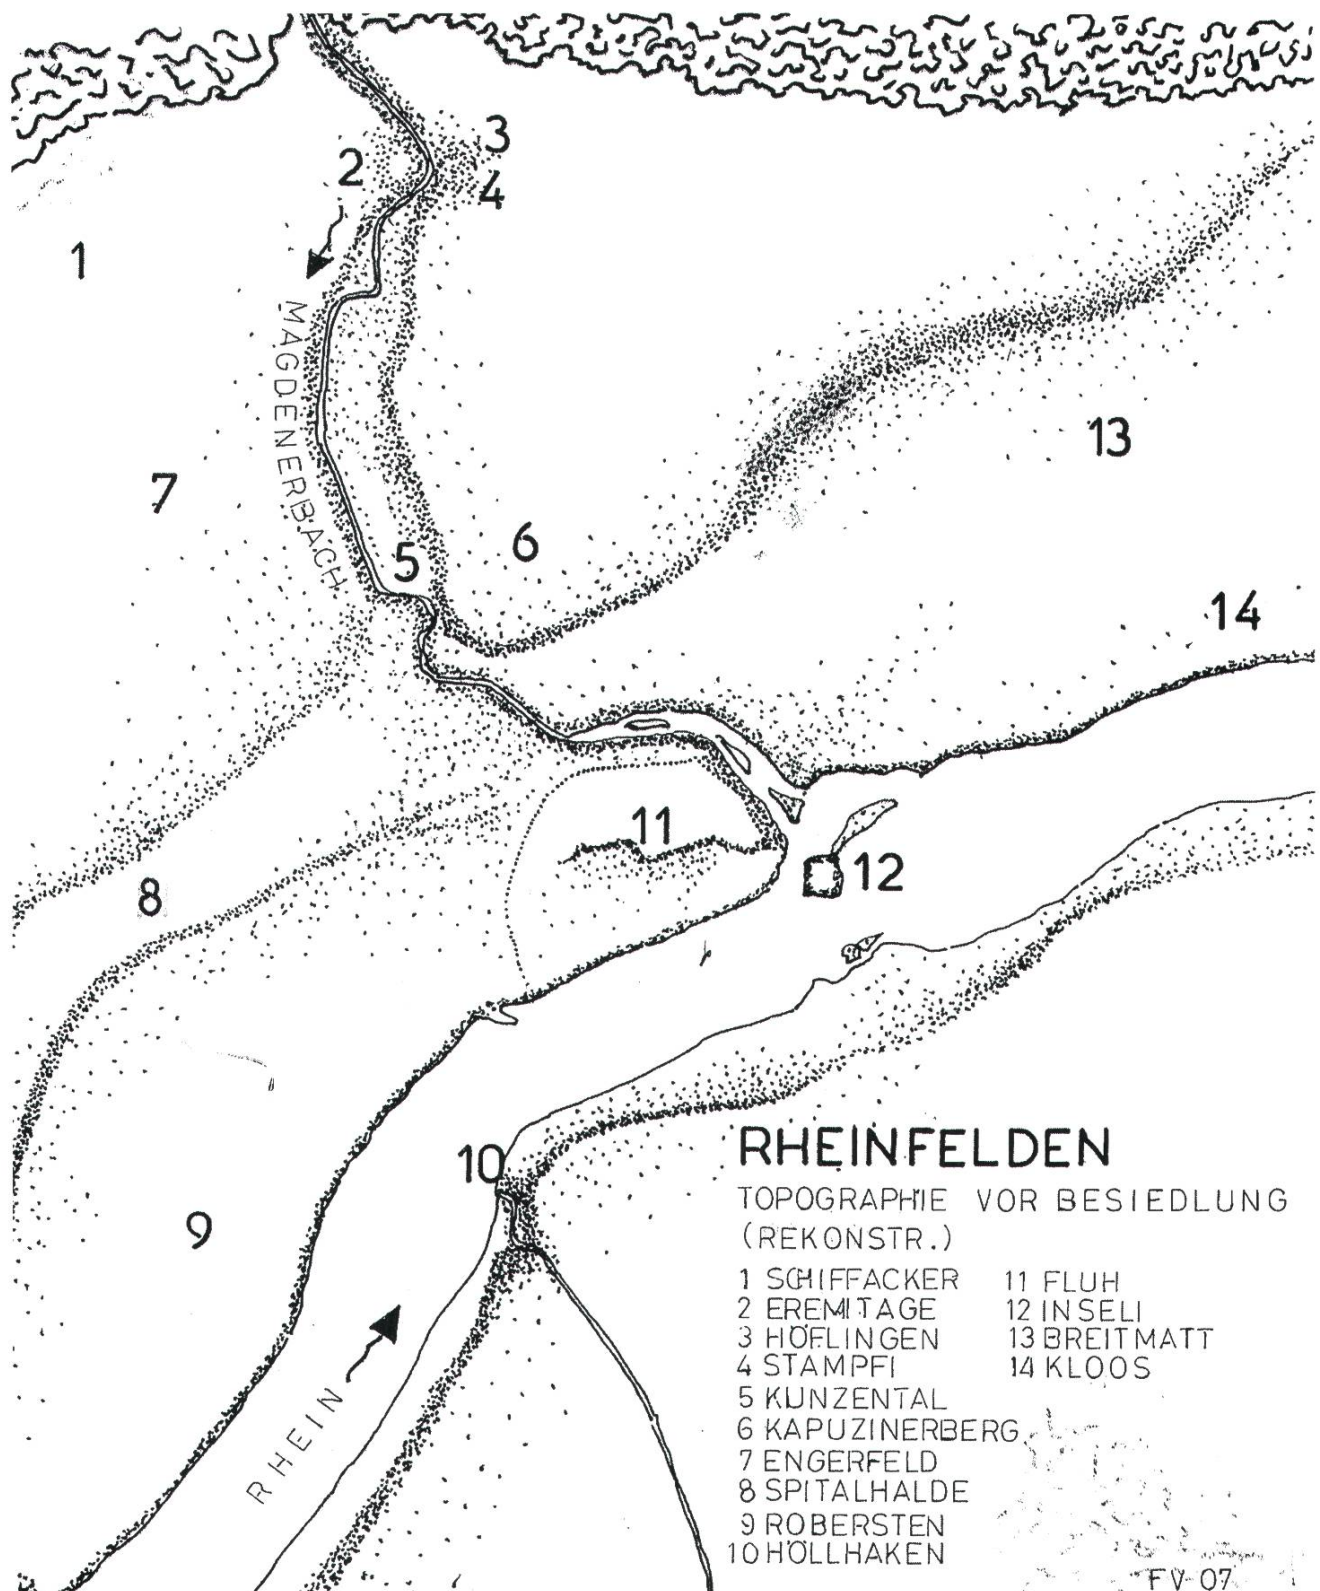 3
2
4
1
MAGDENERBACH
13
7
6
5
14
11
12
8
10
9
RHEIN
RHEINFELDEN
TOPOGRAPHIE VOR BESIEDLUNG
(REKONSTR.)
1 SCHIFFACKER
2 EREMITAGE
3 HÖFLINGEN
4 STAMPFI
5 KUNZENTAL
6 KAPUZINERBERG
7 ENGERFELD
8 SPITALHALDE
9 ROBERSTEN
10 HÖLLHAKEN
11 FLUH
12 INSELI
13 BREITMATT
14 KLOOS
FV-07